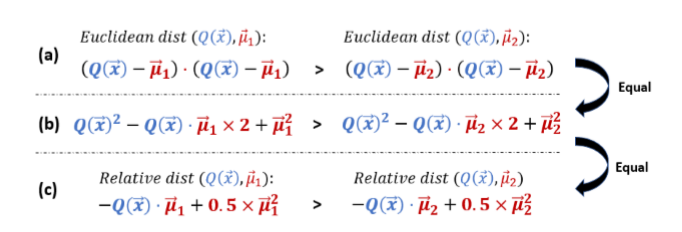 Euclidean dist (Q(x⃗), μ⃗₁): Euclidean dist (Q(x⃗), μ⃗₂):
(a) (Q(x⃗) − μ⃗₁) · (Q(x⃗) − μ⃗₁) > (Q(x⃗) − μ⃗₂) · (Q(x⃗) − μ⃗₂)
Equal
(b) Q(x⃗)² − Q(x⃗) · μ⃗₁ × 2 + μ⃗₁² > Q(x⃗)² − Q(x⃗) · μ⃗₂ × 2 + μ⃗₂²
Equal
Relative dist (Q(x⃗), μ⃗₁): Relative dist (Q(x⃗), μ⃗₂)
(c) −Q(x⃗) · μ⃗₁ + 0.5 × μ⃗₁² > −Q(x⃗) · μ⃗₂ + 0.5 × μ⃗₂²